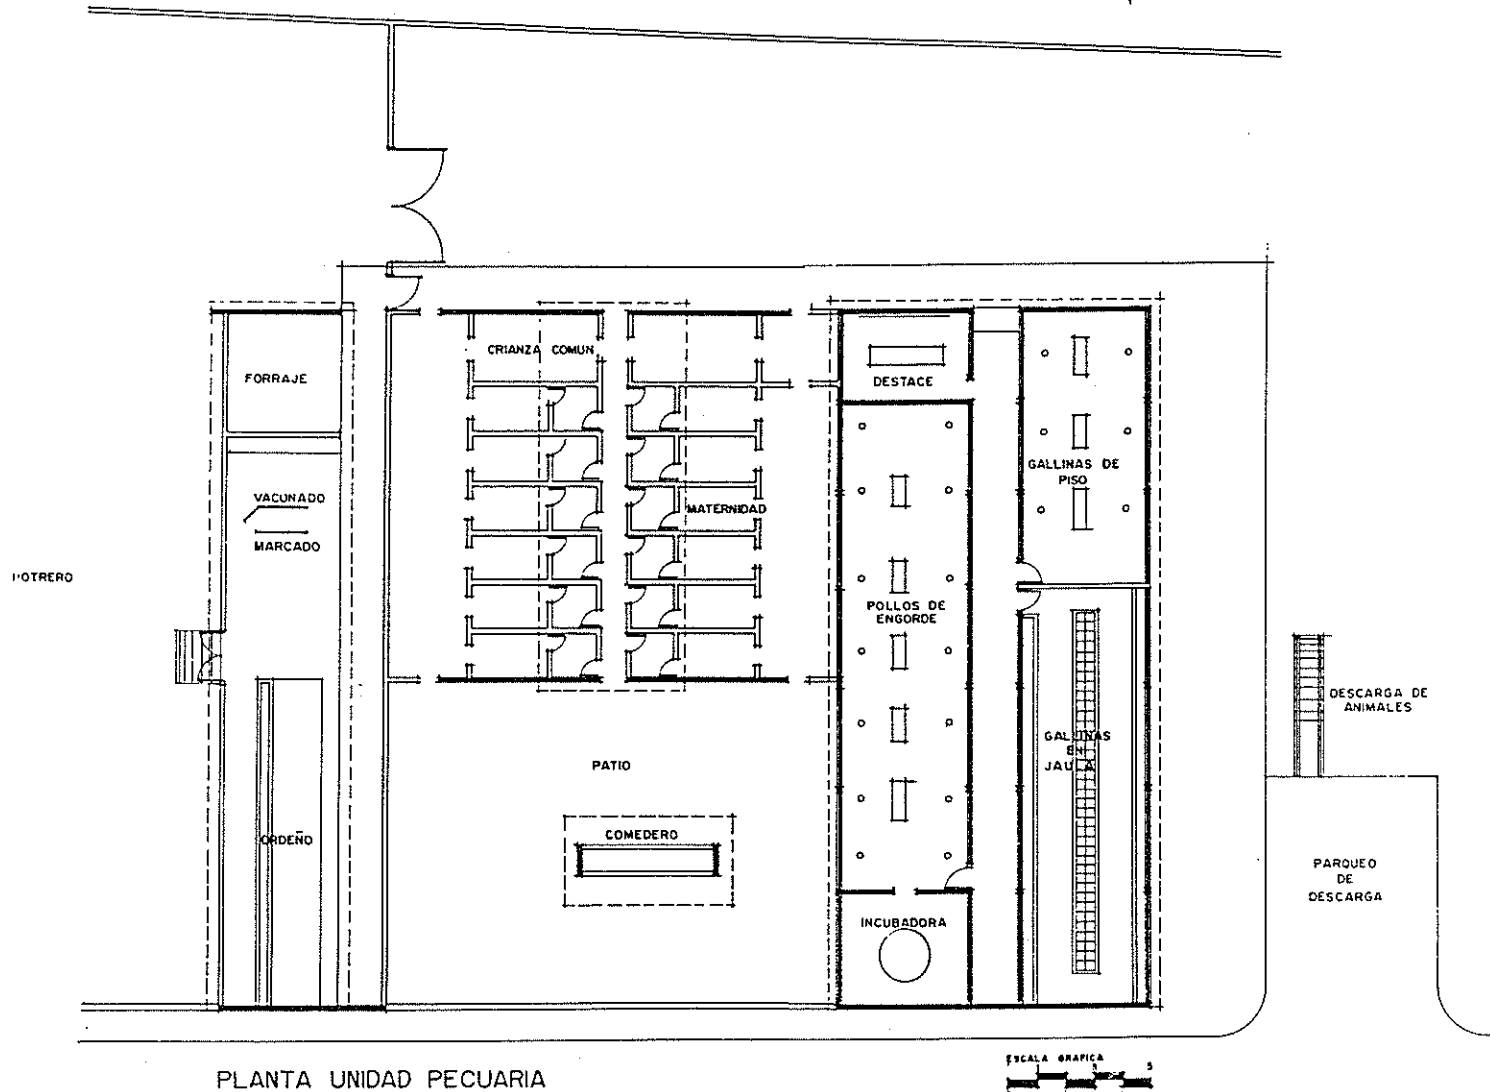 CRIANZA COMUN
FORRAJE
DESTACE
GALLINAS DE
PISO
VACUNADO
MARCADO
MATERNIDAD
POTRERO
POLLOS DE
ENGORDE
DESCARGA DE
ANIMALES
GALLINAS
EN
JAULA
PATIO
ORDEÑO
COMEDERO
PARQUEO
DE
DESCARGA
INCUBADORA
ESCALA GRAFICA
1
5
PLANTA UNIDAD PECUARIA